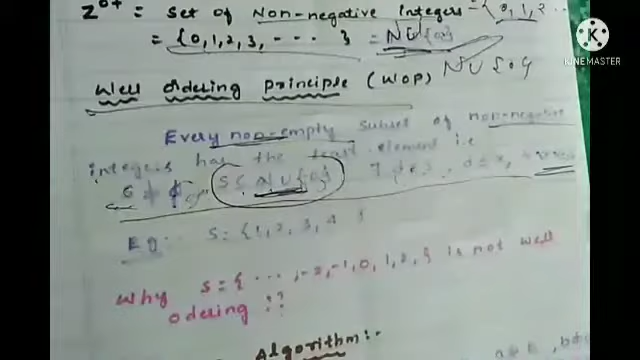 Z⁰⁺ = Set of Non-negative Integers = { 0, 1, 2 ..
= {0, 1, 2, 3, - - - - } = N ∪ {0}
Well ordering principle (WOP) N ∪ {0}
KINEMASTER
Every non-empty subset of non-negative
integers has the least element i.e
S ⊆ N ∪ {0}
Eg:- S = {1, 2, 3, 4 }
Why S = { ..., -2, -1, 0, 1, 2, } is not well
odering ??
Algorithm:-